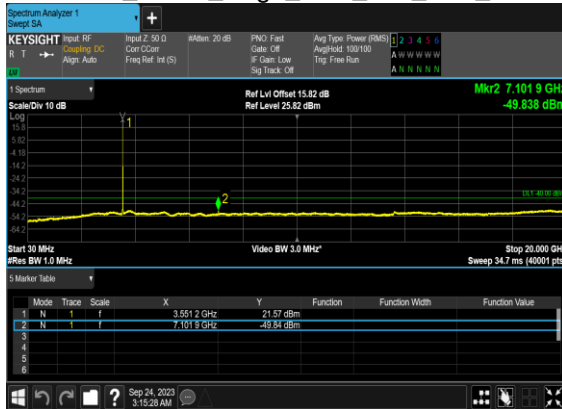 Spectrum Analyzer 1
Swept SA
+
KEYSIGHT Input: RF Input Z: 50 Ω #Atten: 20 dB PNO: Fast Avg Type: Power (RMS) 1 2 3 4 5 6
R T Coupling: DC Corr CCorr Gate: Off Avg|Hold: 100/100 A W W W W W
Align: Auto Freq Ref: Int (S) IF Gain: Low Trig: Free Run
LXI Sig Track: Off A N N N N N
1 Spectrum Ref Lvl Offset 15.82 dB Mkr2 7.101 9 GHz
Scale/Div 10 dB Ref Level 25.82 dBm -49.838 dBm
Log
15.8
1
5.82
-4.18
-14.2
-24.2
-34.2
DL1 -40.00 dBm
-44.2
2
-54.2
-64.2
Start 30 MHz Video BW 3.0 MHz* Stop 20.000 GHz
#Res BW 1.0 MHz Sweep 34.7 ms (40001 pts)
5 Marker Table
Mode Trace Scale X Y Function Function Width Function Value
1 N 1 f 3.551 2 GHz 21.57 dBm
2 N 1 f 7.101 9 GHz -49.84 dBm
3
4
5
6
? Sep 24, 2023
3:15:28 AM